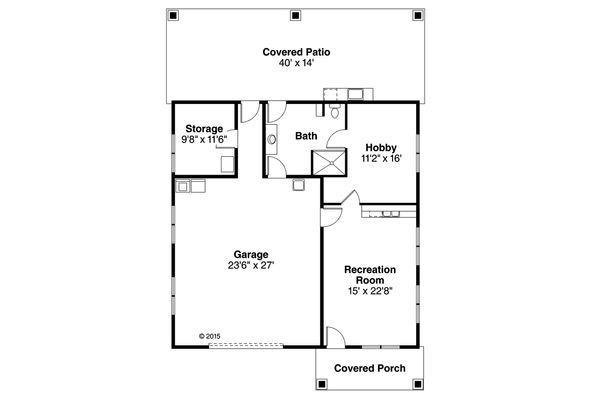 Covered Patio
40' x 14'
Storage
9'8" x 11'6"
Bath
Hobby
11'2" x 16'
Garage
23'6" x 27'
Recreation
Room
15' x 22'8"
© 2015
Covered Porch